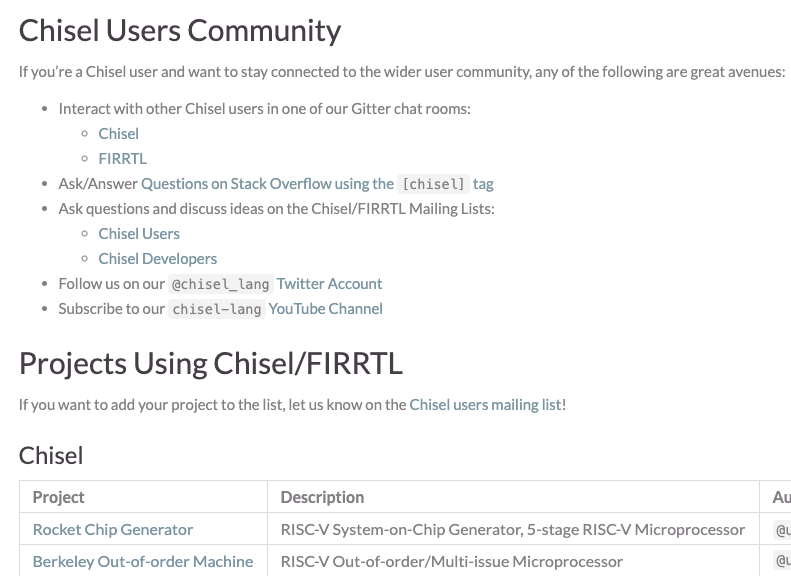 Chisel Users Community
If you're a Chisel user and want to stay connected to the wider user community, any of the following are great avenues:
Interact with other Chisel users in one of our Gitter chat rooms:
Chisel
FIRRTL
Ask/Answer Questions on Stack Overflow using the [chisel] tag
Ask questions and discuss ideas on the Chisel/FIRRTL Mailing Lists:
Chisel Users
Chisel Developers
Follow us on our @chisel_lang Twitter Account
Subscribe to our chisel-lang YouTube Channel
Projects Using Chisel/FIRRTL
If you want to add your project to the list, let us know on the Chisel users mailing list!
Chisel
Project Description Au
Rocket Chip Generator RISC-V System-on-Chip Generator, 5-stage RISC-V Microprocessor @u
Berkeley Out-of-order Machine RISC-V Out-of-order/Multi-issue Microprocessor @u